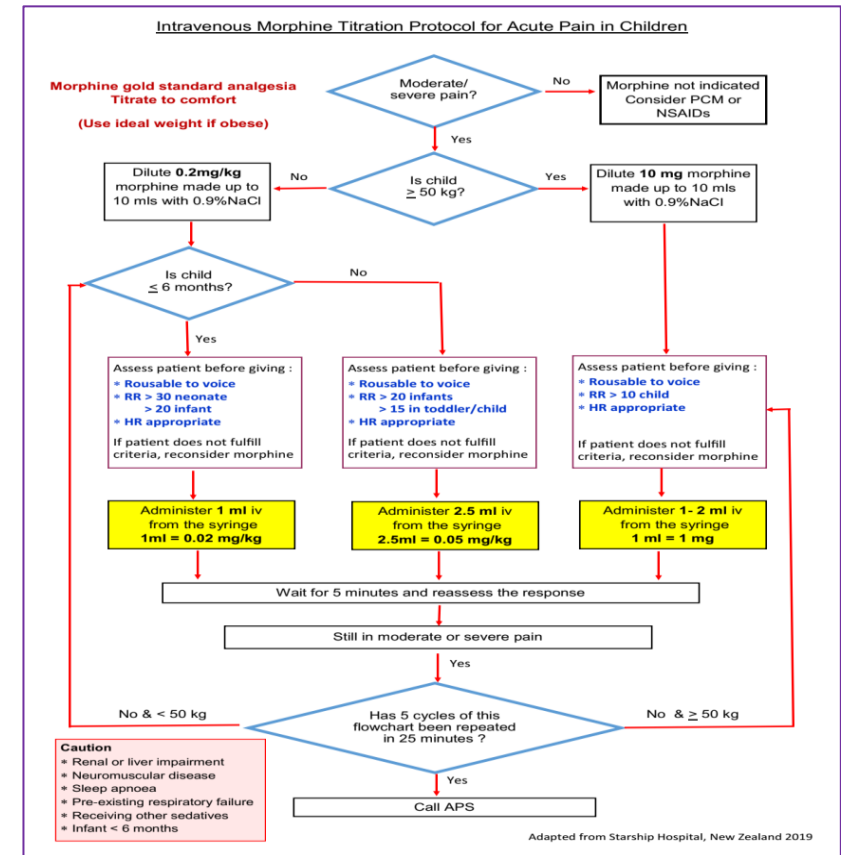 Intravenous Morphine Titration Protocol for Acute Pain in Children
Morphine gold standard analgesia
Titrate to comfort
(Use ideal weight if obese)
Moderate/
severe pain?
No
Morphine not indicated
Consider PCM or
NSAIDs
Yes
Dilute 0.2mg/kg
morphine made up to
10 mls with 0.9%NaCl
No
Is child
≥ 50 kg?
Yes
Dilute 10 mg morphine
made up to 10 mls
with 0.9%NaCl
Is child
≤ 6 months?
No
Yes
Assess patient before giving :
* Rousable to voice
* RR > 30 neonate
> 20 infant
* HR appropriate
If patient does not fulfill
criteria, reconsider morphine
Assess patient before giving :
* Rousable to voice
* RR > 20 infants
> 15 in toddler/child
* HR appropriate
If patient does not fulfill
criteria, reconsider morphine
Assess patient before giving :
* Rousable to voice
* RR > 10 child
* HR appropriate
If patient does not fulfill
criteria, reconsider morphine
Administer 1 ml iv
from the syringe
1ml = 0.02 mg/kg
Administer 2.5 ml iv
from the syringe
2.5ml = 0.05 mg/kg
Administer 1- 2 ml iv
from the syringe
1 ml = 1 mg
Wait for 5 minutes and reassess the response
Still in moderate or severe pain
Yes
No & < 50 kg
Has 5 cycles of this
flowchart been repeated
in 25 minutes ?
No & ≥ 50 kg
Yes
Call APS
Caution
* Renal or liver impairment
* Neuromuscular disease
* Sleep apnoea
* Pre-existing respiratory failure
* Receiving other sedatives
* Infant < 6 months
Adapted from Starship Hospital, New Zealand 2019